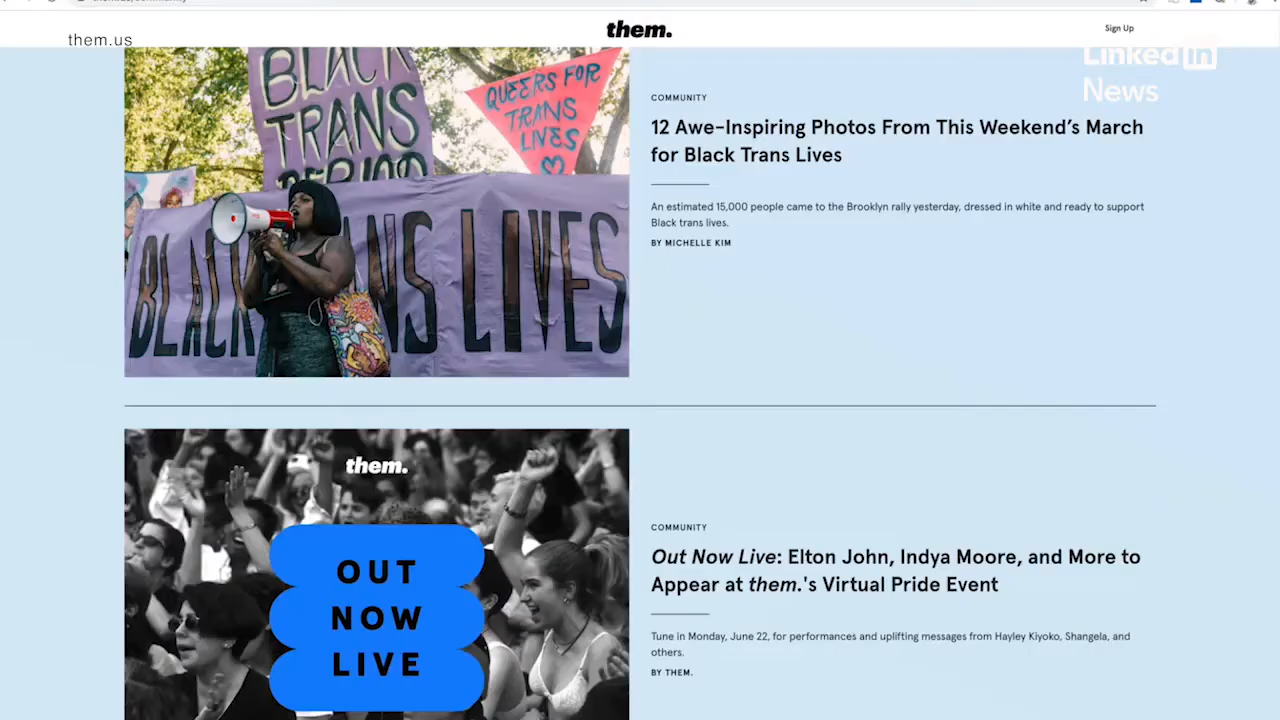 them.us
them.
Sign Up
LinkedIn
News
BLACK
TRANS
PERIOD
QUEERS FOR
TRANS
LIVES
BLACK TRANS LIVES
COMMUNITY
12 Awe-Inspiring Photos From This Weekend’s March
for Black Trans Lives
An estimated 15,000 people came to the Brooklyn rally yesterday, dressed in white and ready to support
Black trans lives.
BY MICHELLE KIM
them.
OUT
NOW
LIVE
COMMUNITY
Out Now Live: Elton John, Indya Moore, and More to
Appear at them.'s Virtual Pride Event
Tune in Monday, June 22, for performances and uplifting messages from Hayley Kiyoko, Shangela, and
others.
BY THEM.